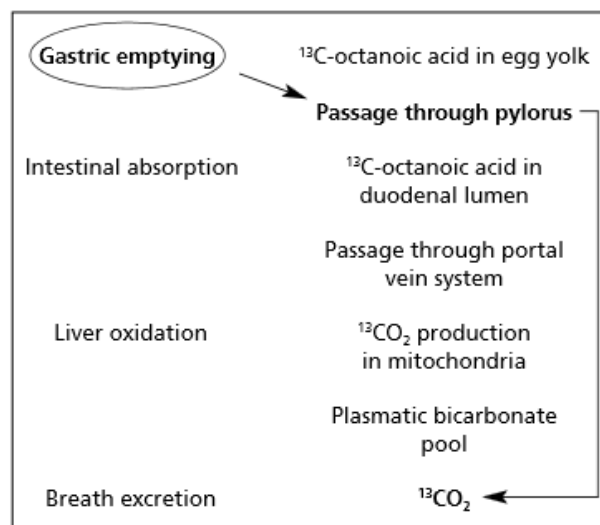 Gastric emptying
¹³C-octanoic acid in egg yolk
Passage through pylorus
Intestinal absorption
¹³C-octanoic acid in
duodenal lumen
Passage through portal
vein system
Liver oxidation
¹³CO₂ production
in mitochondria
Plasmatic bicarbonate
pool
Breath excretion
¹³CO₂